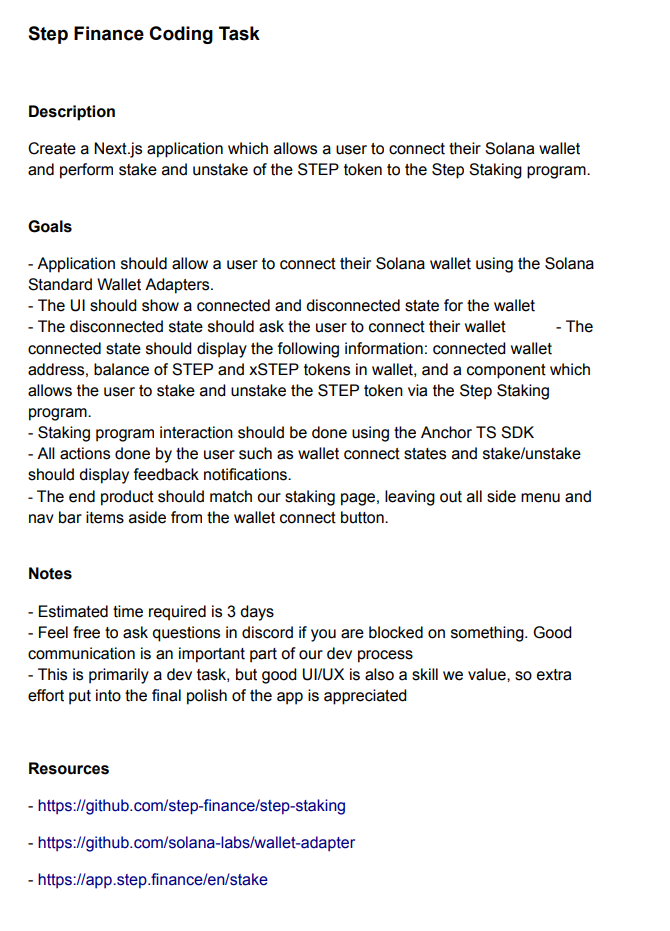 Step Finance Coding Task
Description
Create a Next.js application which allows a user to connect their Solana wallet
and perform stake and unstake of the STEP token to the Step Staking program.
Goals
- Application should allow a user to connect their Solana wallet using the Solana
Standard Wallet Adapters.
- The UI should show a connected and disconnected state for the wallet
- The disconnected state should ask the user to connect their wallet - The
connected state should display the following information: connected wallet
address, balance of STEP and xSTEP tokens in wallet, and a component which
allows the user to stake and unstake the STEP token via the Step Staking
program.
- Staking program interaction should be done using the Anchor TS SDK
- All actions done by the user such as wallet connect states and stake/unstake
should display feedback notifications.
- The end product should match our staking page, leaving out all side menu and
nav bar items aside from the wallet connect button.
Notes
- Estimated time required is 3 days
- Feel free to ask questions in discord if you are blocked on something. Good
communication is an important part of our dev process
- This is primarily a dev task, but good UI/UX is also a skill we value, so extra
effort put into the final polish of the app is appreciated
Resources
- https://github.com/step-finance/step-staking
- https://github.com/solana-labs/wallet-adapter
- https://app.step.finance/en/stake